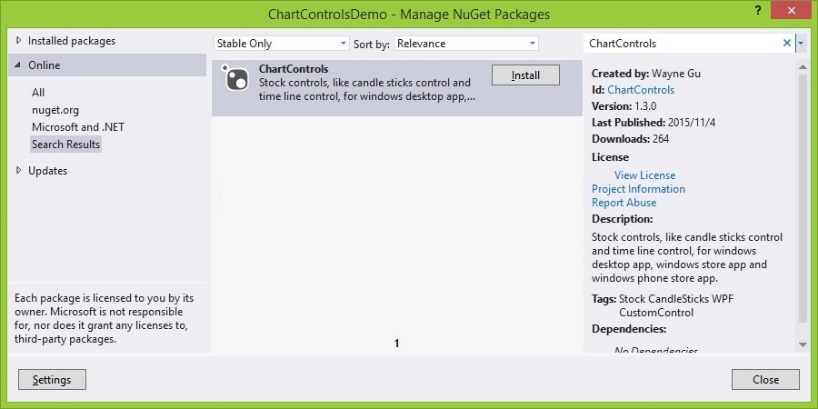 ChartControlsDemo - Manage NuGet Packages
?
Installed packages
Online
All
nuget.org
Microsoft and .NET
Search Results
Updates
Each package is licensed to you by its
owner. Microsoft is not responsible
for, nor does it grant any licenses to,
third-party packages.
Stable Only
Sort by: Relevance
ChartControls
Stock controls, like candle sticks control and
time line control, for windows desktop app,...
Install
1
ChartControls
Created by: Wayne Gu
Id: ChartControls
Version: 1.3.0
Last Published: 2015/11/4
Downloads: 264
License
View License
Project Information
Report Abuse
Description:
Stock controls, like candle sticks control
and time line control, for windows
desktop app, windows store app and
windows phone store app.
Tags: Stock CandleSticks WPF
CustomControl
Dependencies:
No Dependencies
Settings
Close